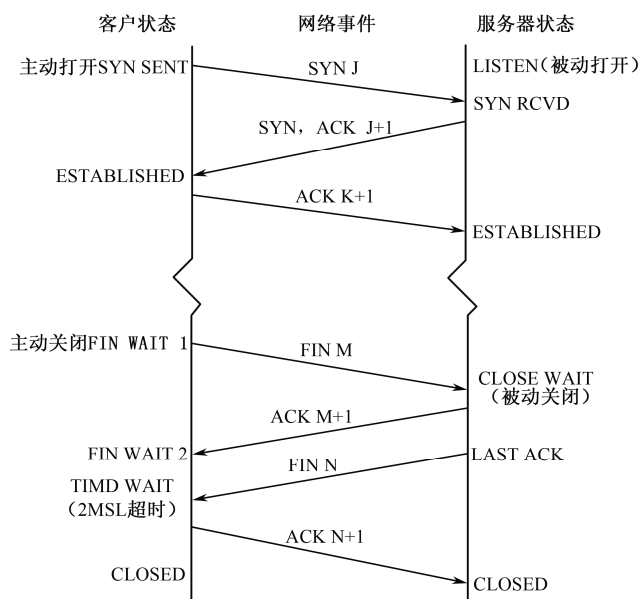 客户状态 网络事件 服务器状态
主动打开SYN SENT
SYN J
LISTEN(被动打开)
SYN RCVD
SYN，ACK J+1
ESTABLISHED
ACK K+1
ESTABLISHED
主动关闭FIN WAIT 1
FIN M
CLOSE WAIT
(被动关闭)
ACK M+1
FIN WAIT 2
FIN N
LAST ACK
TIMD WAIT
(2MSL超时)
ACK N+1
CLOSED
CLOSED